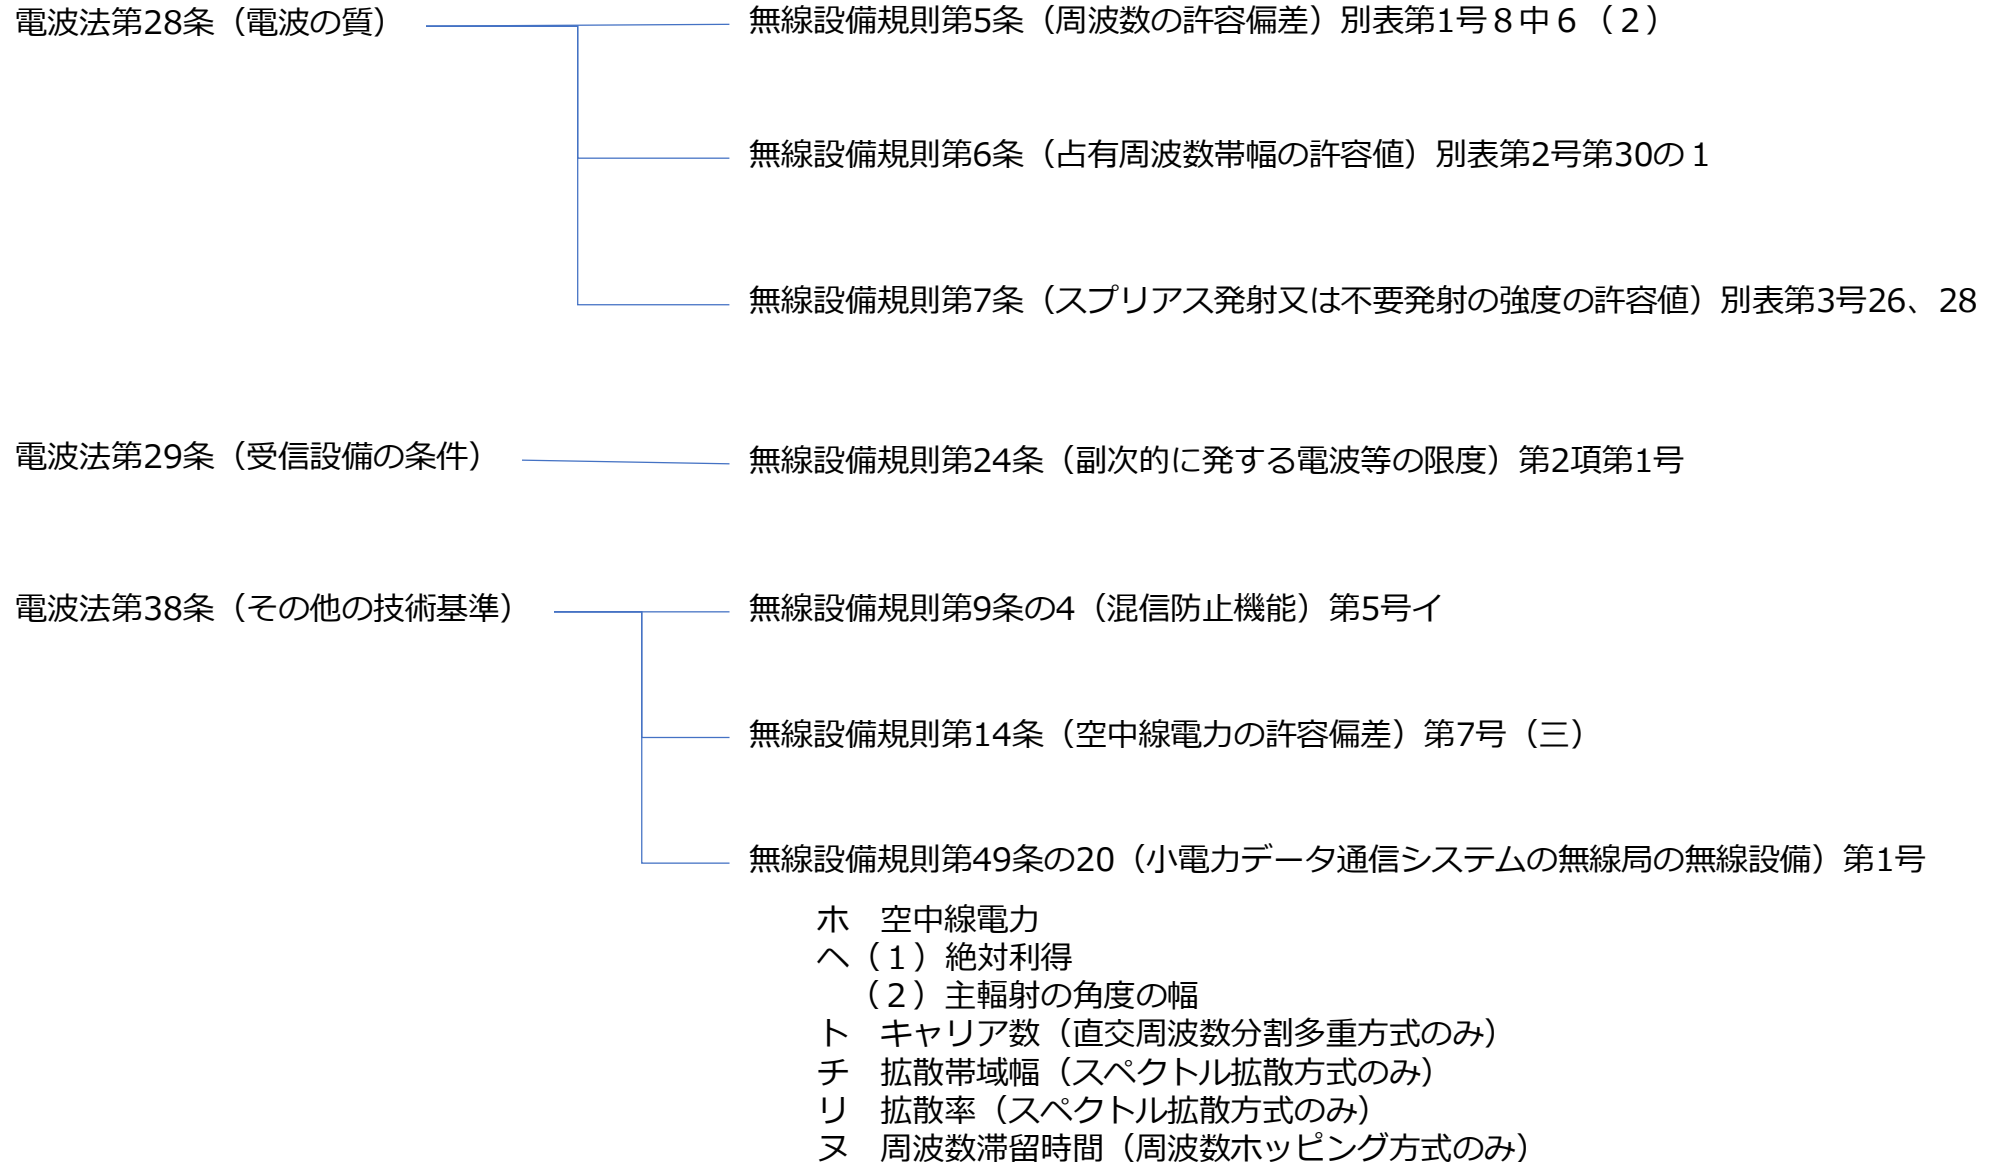 電波法第28条（電波の質）
無線設備規則第5条（周波数の許容偏差）別表第1号８中６（２）
無線設備規則第6条（占有周波数帯幅の許容値）別表第2号第30の１
無線設備規則第7条（スプリアス発射又は不要発射の強度の許容値）別表第3号26、28
電波法第29条（受信設備の条件）
無線設備規則第24条（副次的に発する電波等の限度）第2項第1号
電波法第38条（その他の技術基準）
無線設備規則第9条の4（混信防止機能）第5号イ
無線設備規則第14条（空中線電力の許容偏差）第7号（三）
無線設備規則第49条の20（小電力データ通信システムの無線局の無線設備）第1号
ホ　空中線電力
ヘ（１）絶対利得
（２）主輻射の角度の幅
ト　キャリア数（直交周波数分割多重方式のみ）
チ　拡散帯域幅（スペクトル拡散方式のみ）
リ　拡散率（スペクトル拡散方式のみ）
ヌ　周波数滞留時間（周波数ホッピング方式のみ）